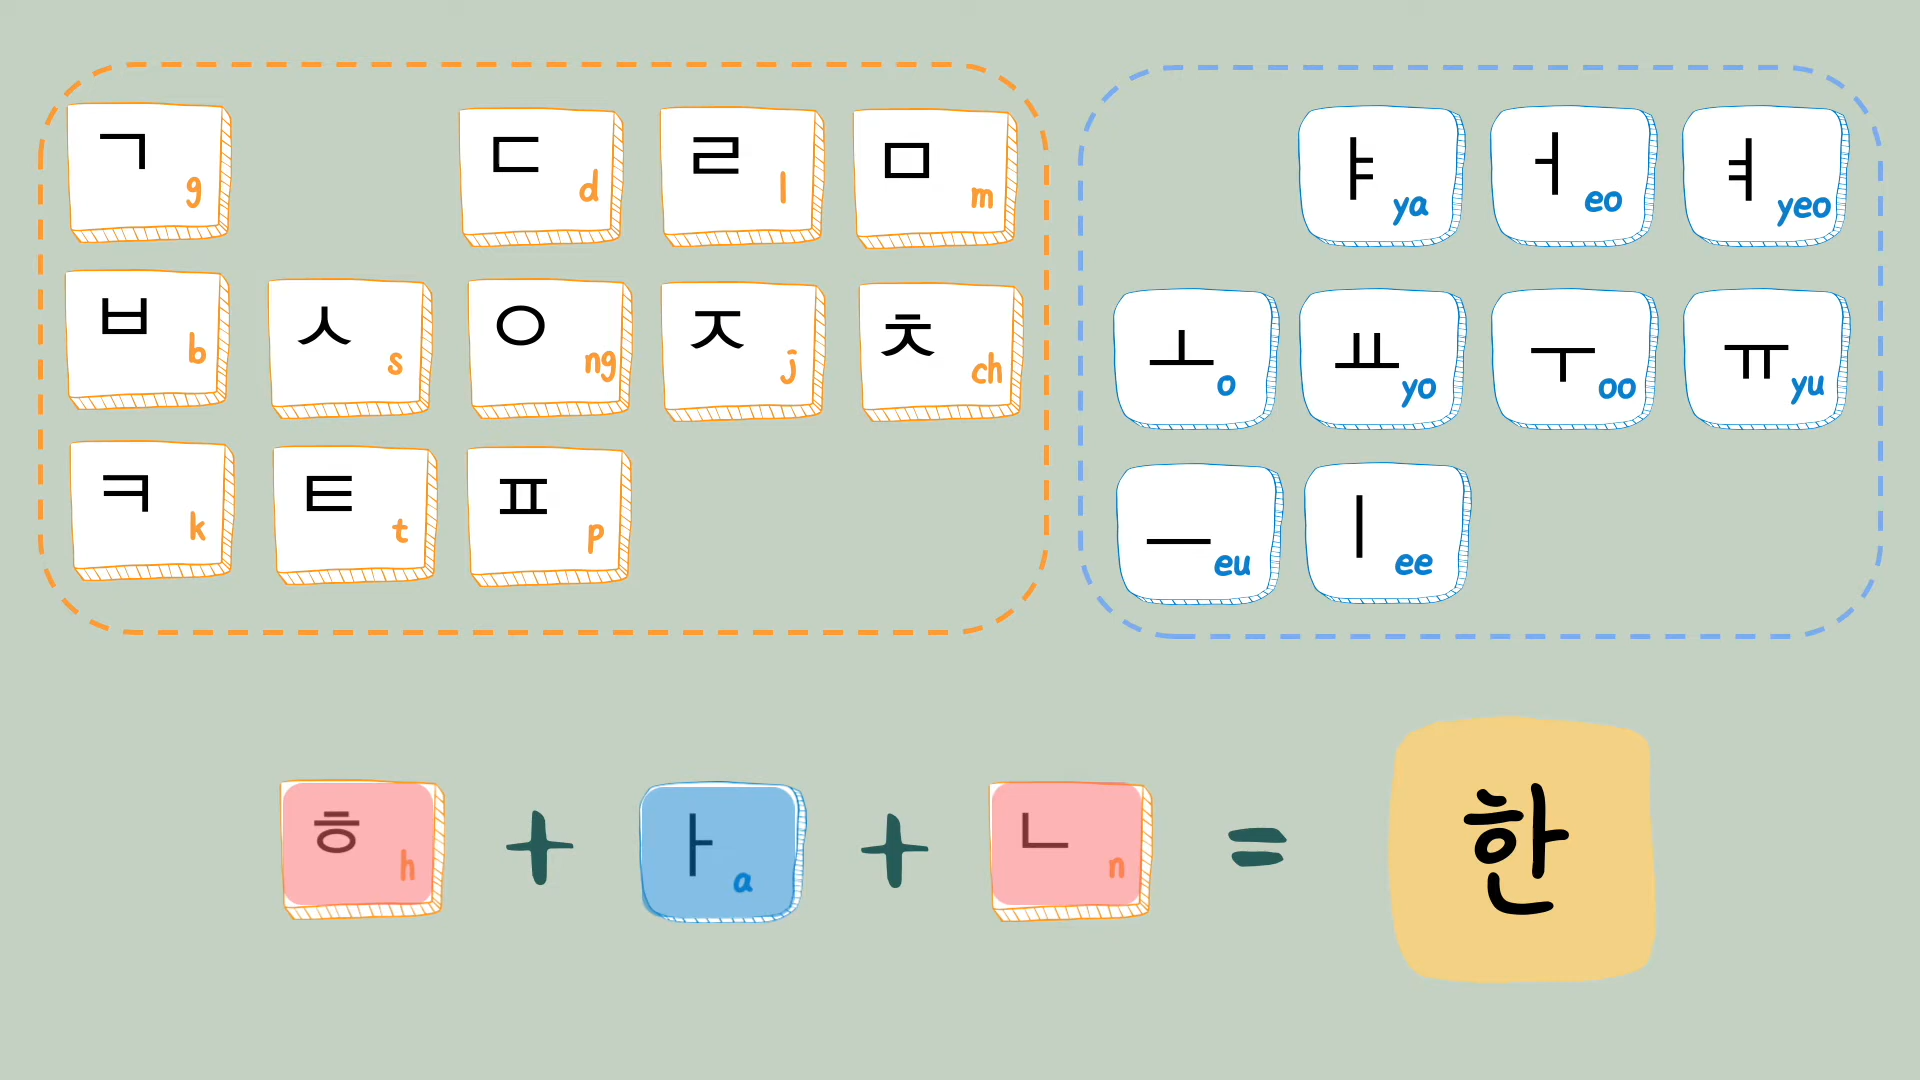 ㄱ g ㄷ d ㄹ l ㅁ m
ㅂ b ㅅ s ㅇ ng ㅈ j ㅊ ch
ㅋ k ㅌ t ㅍ p
ㅑ ya ㅓ eo ㅕ yeo
ㅗ o ㅛ yo ㅜ oo ㅠ yu
ㅡ eu ㅣ ee
ㅎ h + ㅏ a + ㄴ n = 한